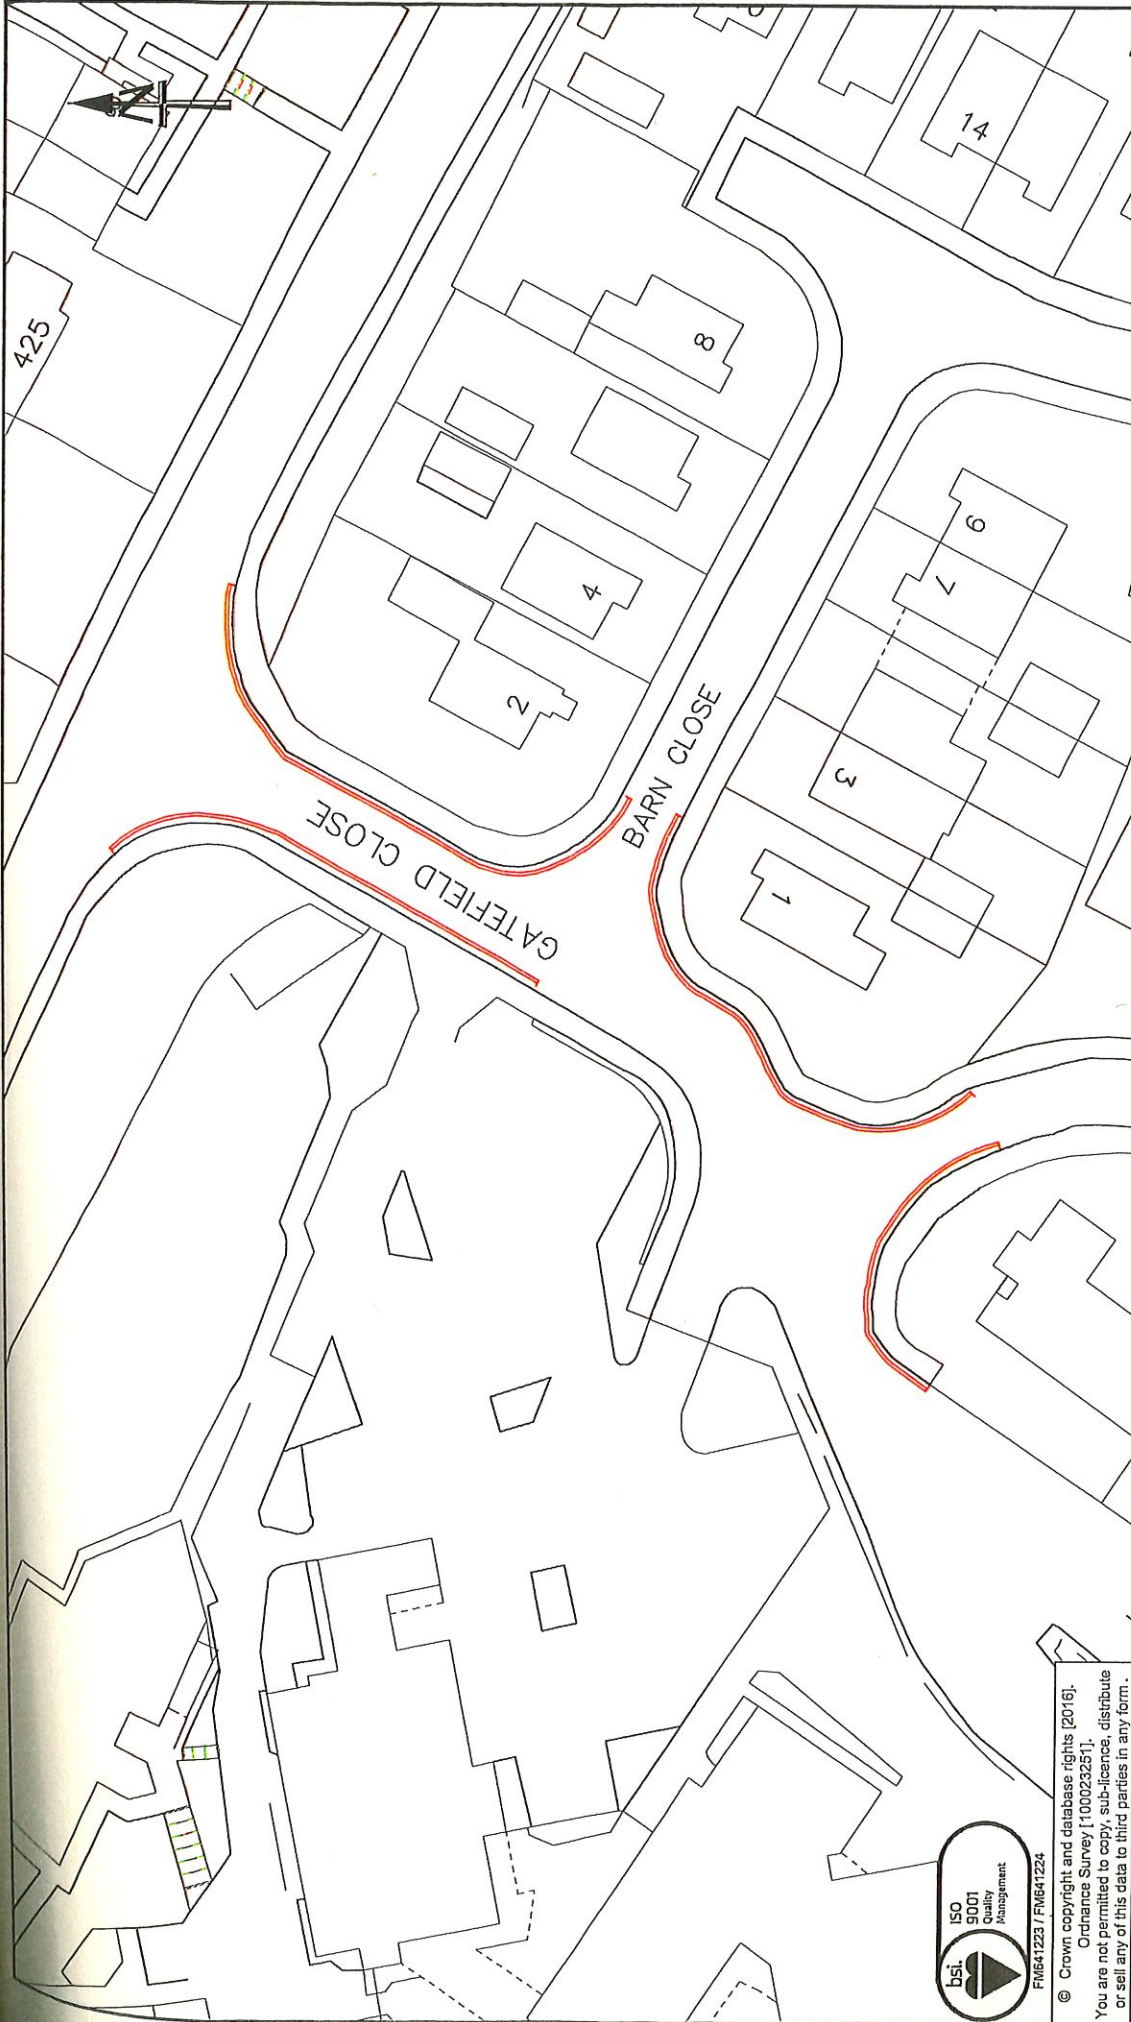 425
14
8
4
2
6
7
3
1
GATEFIELD CLOSE
BARN CLOSE
bsi.
ISO
9001
Quality
Management
FM641223 / FM641224
© Crown copyright and database rights [2016].
Ordnance Survey [100023251].
You are not permitted to copy, sub-licence, distribute
or sell any of this data to third parties in any form.